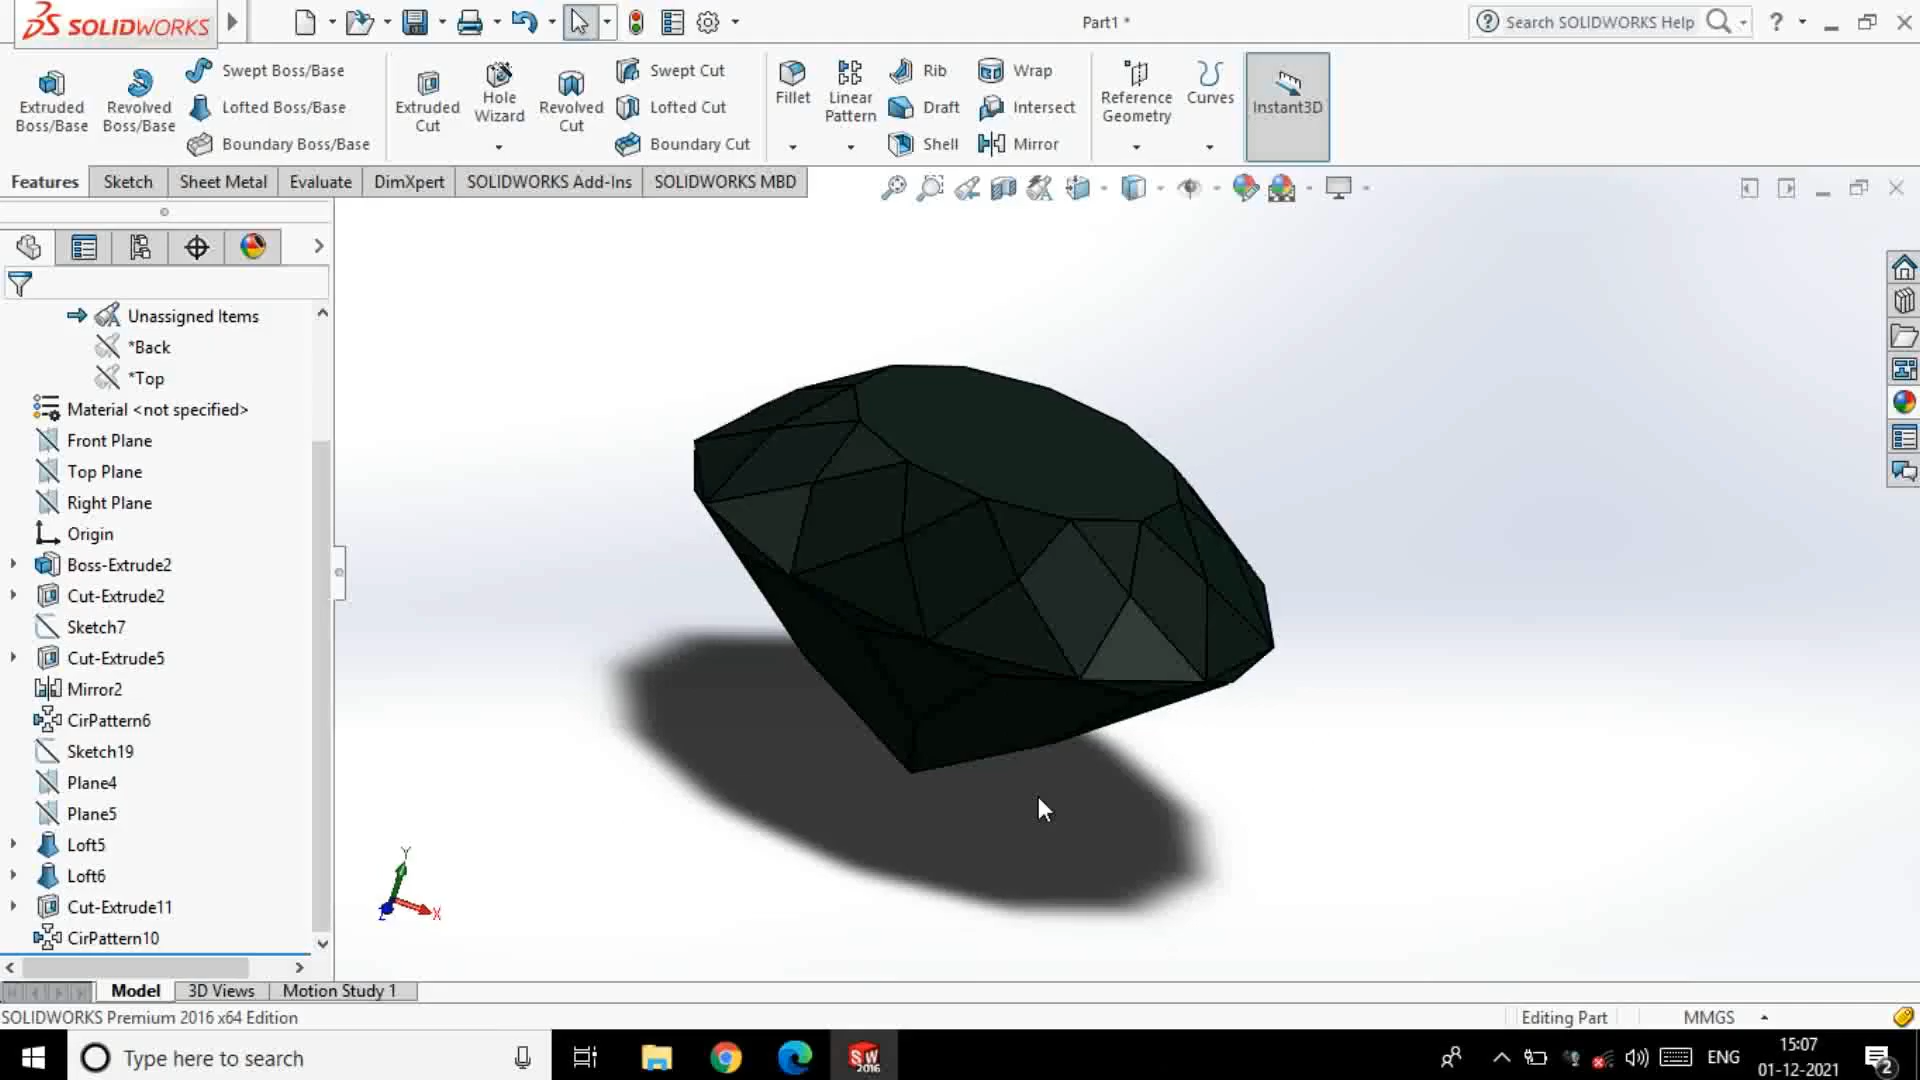 SOLIDWORKS
Part1 *
Search SOLIDWORKS Help
?
Extruded Boss/Base
Revolved Boss/Base
Swept Boss/Base
Lofted Boss/Base
Boundary Boss/Base
Extruded Cut
Hole Wizard
Revolved Cut
Swept Cut
Lofted Cut
Boundary Cut
Fillet
Linear Pattern
Rib
Draft
Shell
Wrap
Intersect
Mirror
Reference Geometry
Curves
Instant3D
Features Sketch Sheet Metal Evaluate DimXpert SOLIDWORKS Add-Ins SOLIDWORKS MBD
Unassigned Items
*Back
*Top
Material <not specified>
Front Plane
Top Plane
Right Plane
Origin
Boss-Extrude2
Cut-Extrude2
Sketch7
Cut-Extrude5
Mirror2
CirPattern6
Sketch19
Plane4
Plane5
Loft5
Loft6
Cut-Extrude11
CirPattern10
Y
X
Z
Model 3D Views Motion Study 1
SOLIDWORKS Premium 2016 x64 Edition
Editing Part
MMGS
Type here to search
SW
2016
ENG
15:07
01-12-2021
2